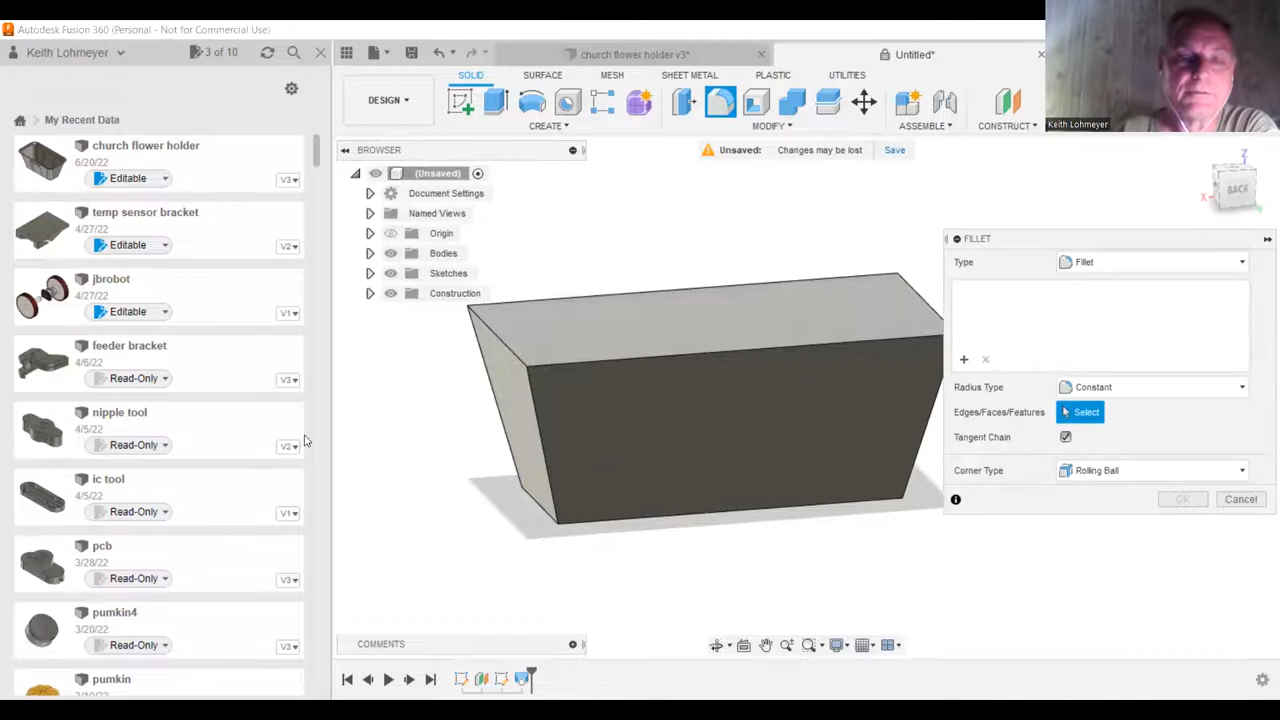 Autodesk Fusion 360 (Personal - Not for Commercial Use)
Keith Lohmeyer
3 of 10
My Recent Data
church flower holder
6/20/22
Editable
V3
temp sensor bracket
4/27/22
Editable
V2
jbrobot
4/27/22
Editable
V1
feeder bracket
4/6/22
Read-Only
V3
nipple tool
4/5/22
Read-Only
V2
ic tool
4/5/22
Read-Only
V1
pcb
3/28/22
Read-Only
V3
pumkin4
3/20/22
Read-Only
V3
pumkin
church flower holder v3*
Untitled*
DESIGN
SOLID
SURFACE
MESH
SHEET METAL
PLASTIC
UTILITIES
CREATE
MODIFY
ASSEMBLE
CONSTRUCT
BROWSER
(Unsaved)
Document Settings
Named Views
Origin
Bodies
Sketches
Construction
Unsaved: Changes may be lost Save
Keith Lohmeyer
Z
BACK
X
FILLET
Type Fillet
Radius Type Constant
Edges/Faces/Features Select
Tangent Chain
Corner Type Rolling Ball
OK Cancel
COMMENTS